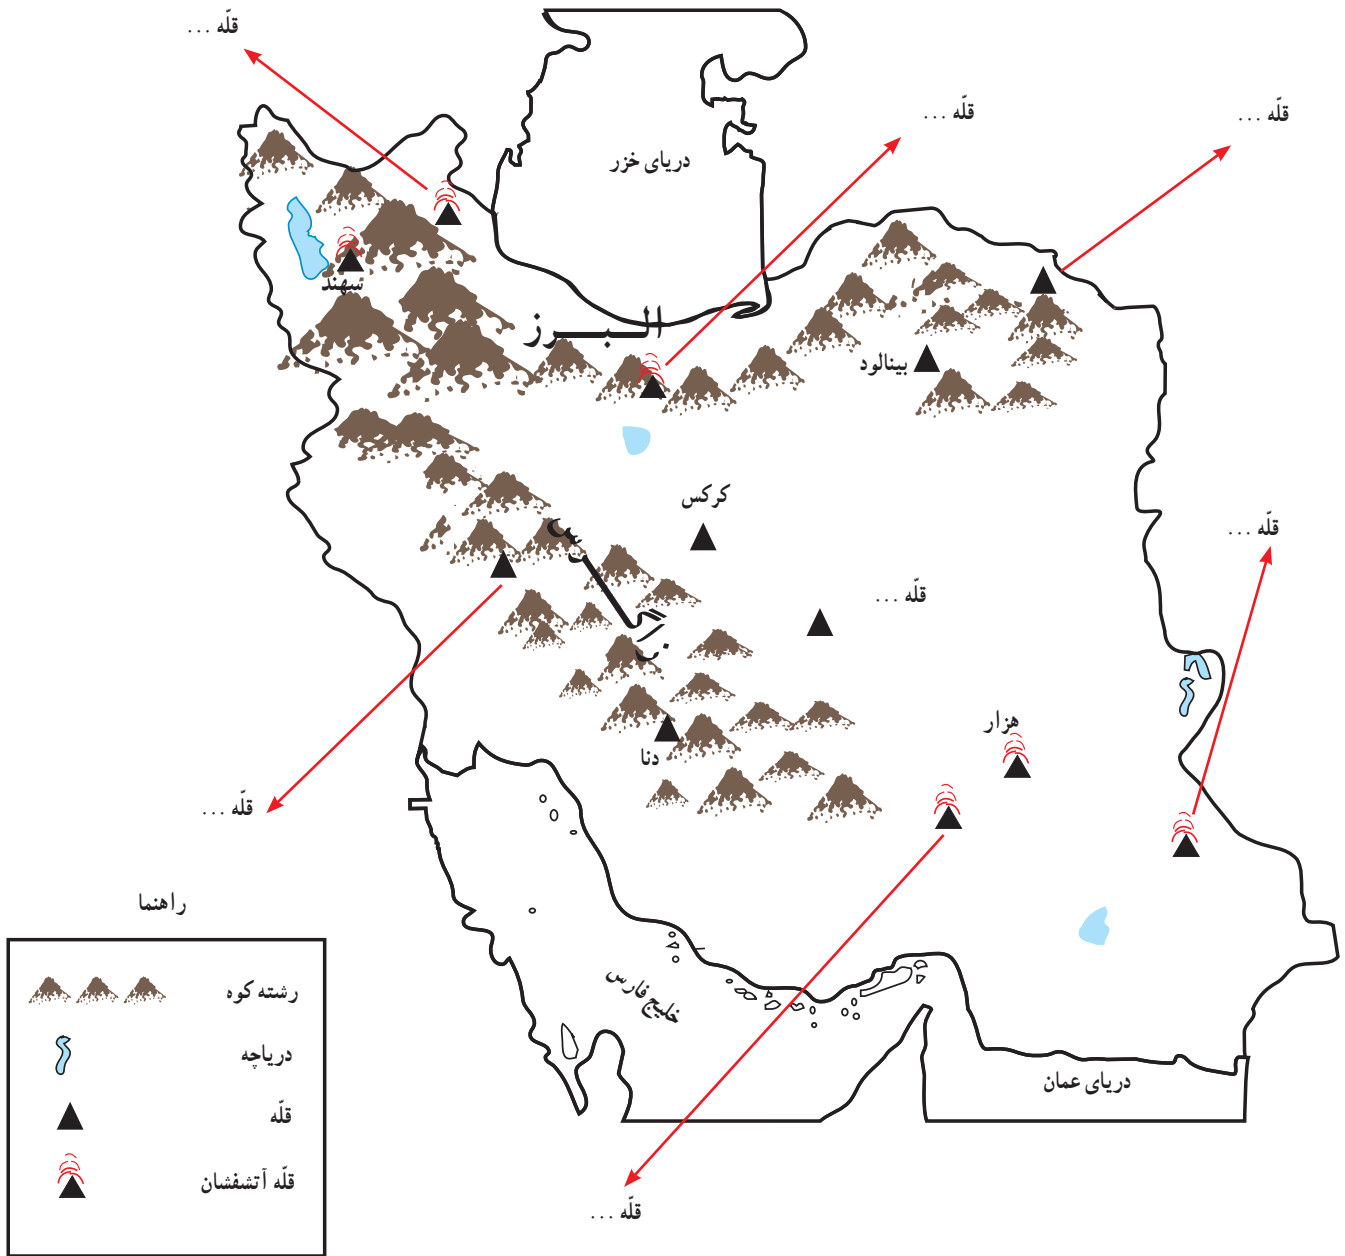 قلّه ...
قلّه ...
قلّه ...
دریای خزر
سهند
البرز
بینالود
کرکس
زاگرس
قلّه ...
قلّه ...
هزار
دنا
قلّه ...
راهنما
رشته کوه
دریاچه
قلّه
قلّه آتشفشان
خلیج فارس
دریای عمان
قلّه ...